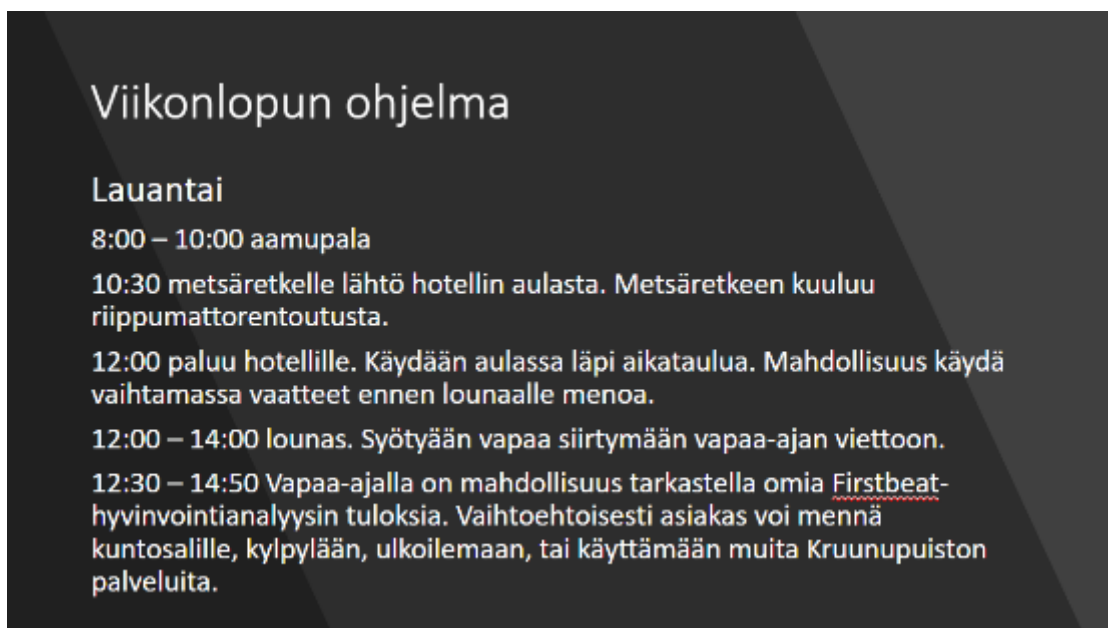 Viikonlopun ohjelma
Lauantai
8:00 – 10:00 aamupala
10:30 metsäretkelle lähtö hotellin aulasta. Metsäretkeen kuuluu
riippumattorentoutusta.
12:00 paluu hotellille. Käydään aulassa läpi aikataulua. Mahdollisuus käydä
vaihtamassa vaatteet ennen lounaalle menoa.
12:00 – 14:00 lounas. Syötyään vapaa siirtymään vapaa-ajan viettoon.
12:30 – 14:50 Vapaa-ajalla on mahdollisuus tarkastella omia Firstbeat-
hyvinvointianalyysin tuloksia. Vaihtoehtoisesti asiakas voi mennä
kuntosalille, kylpylään, ulkoilemaan, tai käyttämään muita Kruunupuiston
palveluita.